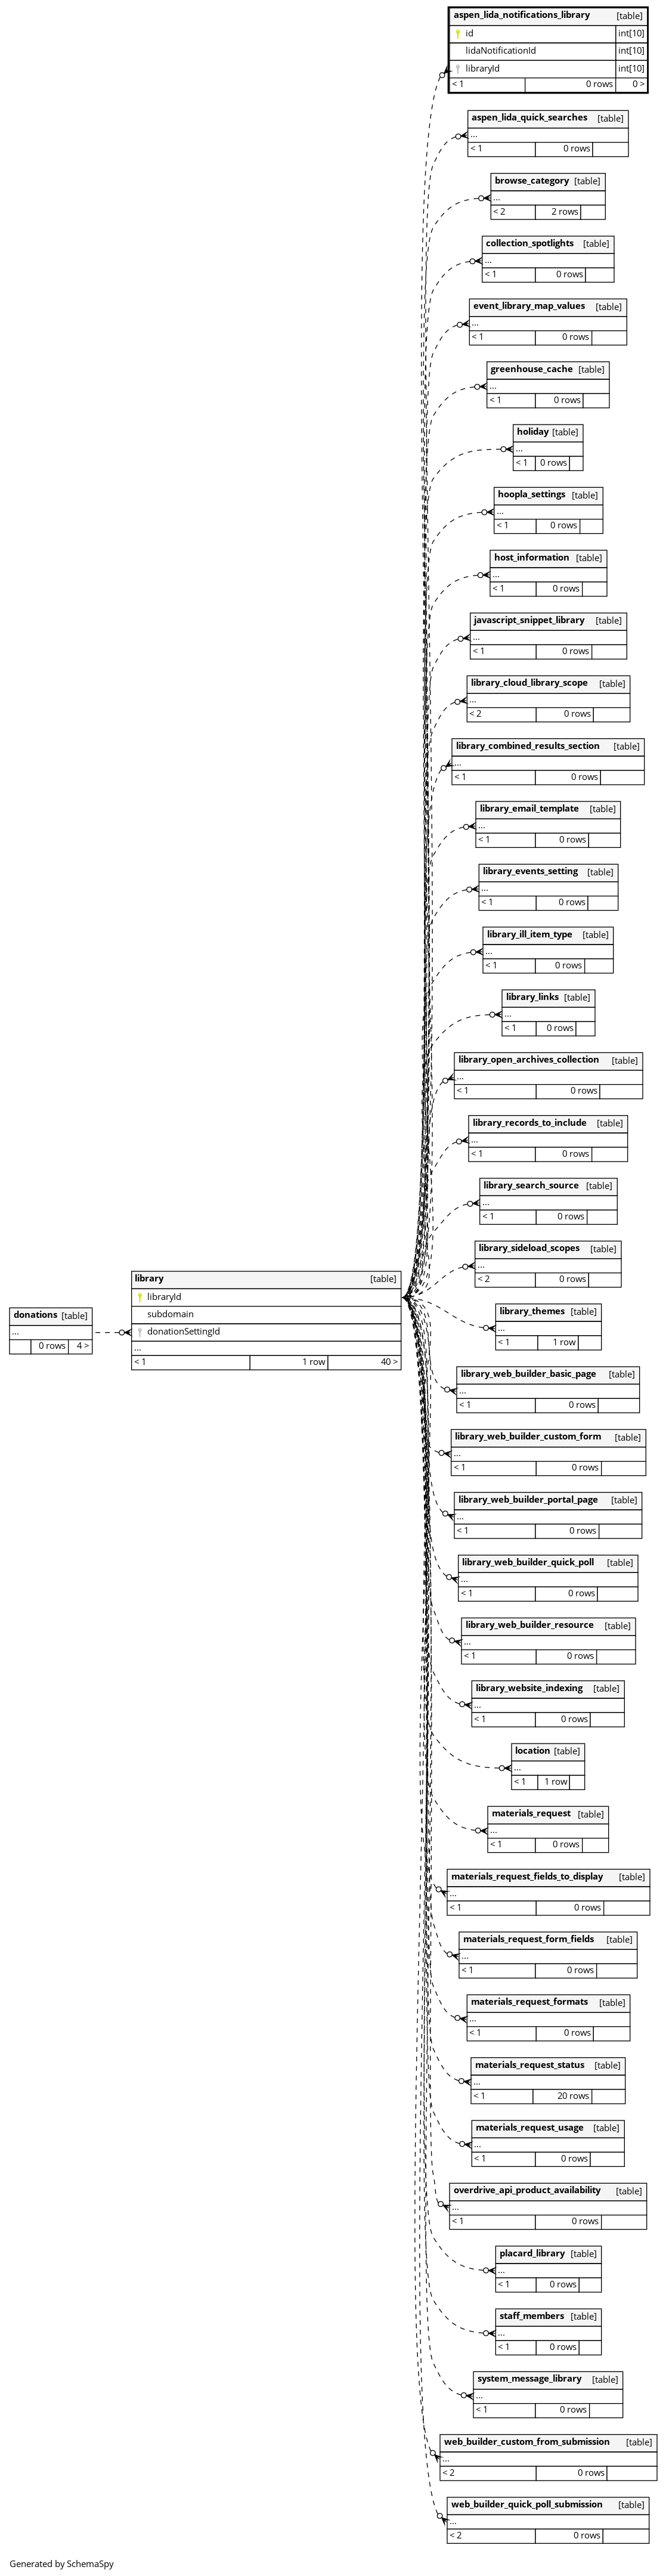 aspen_lida_notifications_library [table]
id int[10]
lidaNotificationId int[10]
libraryId int[10]
< 1 0 rows 0 >
aspen_lida_quick_searches [table]
...
< 1 0 rows
browse_category [table]
...
< 2 2 rows
collection_spotlights [table]
...
< 1 0 rows
event_library_map_values [table]
...
< 1 0 rows
greenhouse_cache [table]
...
< 1 0 rows
holiday [table]
...
< 1 0 rows
hoopla_settings [table]
...
< 1 0 rows
host_information [table]
...
< 1 0 rows
javascript_snippet_library [table]
...
< 1 0 rows
library_cloud_library_scope [table]
...
< 2 0 rows
library_combined_results_section [table]
...
< 1 0 rows
library_email_template [table]
...
< 1 0 rows
library_events_setting [table]
...
< 1 0 rows
library_ill_item_type [table]
...
< 1 0 rows
library_links [table]
...
< 1 0 rows
library_open_archives_collection [table]
...
< 1 0 rows
library_records_to_include [table]
...
< 1 0 rows
library_search_source [table]
...
< 1 0 rows
library_sideload_scopes [table]
...
< 2 0 rows
library [table]
libraryId
subdomain
donationSettingId
...
< 1 1 row 40 >
donations [table]
...
0 rows 4 >
library_themes [table]
...
< 1 1 row
library_web_builder_basic_page [table]
...
< 1 0 rows
library_web_builder_custom_form [table]
...
< 1 0 rows
library_web_builder_portal_page [table]
...
< 1 0 rows
library_web_builder_quick_poll [table]
...
< 1 0 rows
library_web_builder_resource [table]
...
< 1 0 rows
library_website_indexing [table]
...
< 1 0 rows
location [table]
...
< 1 1 row
materials_request [table]
...
< 1 0 rows
materials_request_fields_to_display [table]
...
< 1 0 rows
materials_request_form_fields [table]
...
< 1 0 rows
materials_request_formats [table]
...
< 1 0 rows
materials_request_status [table]
...
< 1 20 rows
materials_request_usage [table]
...
< 1 0 rows
overdrive_api_product_availability [table]
...
< 1 0 rows
placard_library [table]
...
< 1 0 rows
staff_members [table]
...
< 1 0 rows
system_message_library [table]
...
< 1 0 rows
web_builder_custom_from_submission [table]
...
< 2 0 rows
web_builder_quick_poll_submission [table]
...
< 2 0 rows
Generated by SchemaSpy